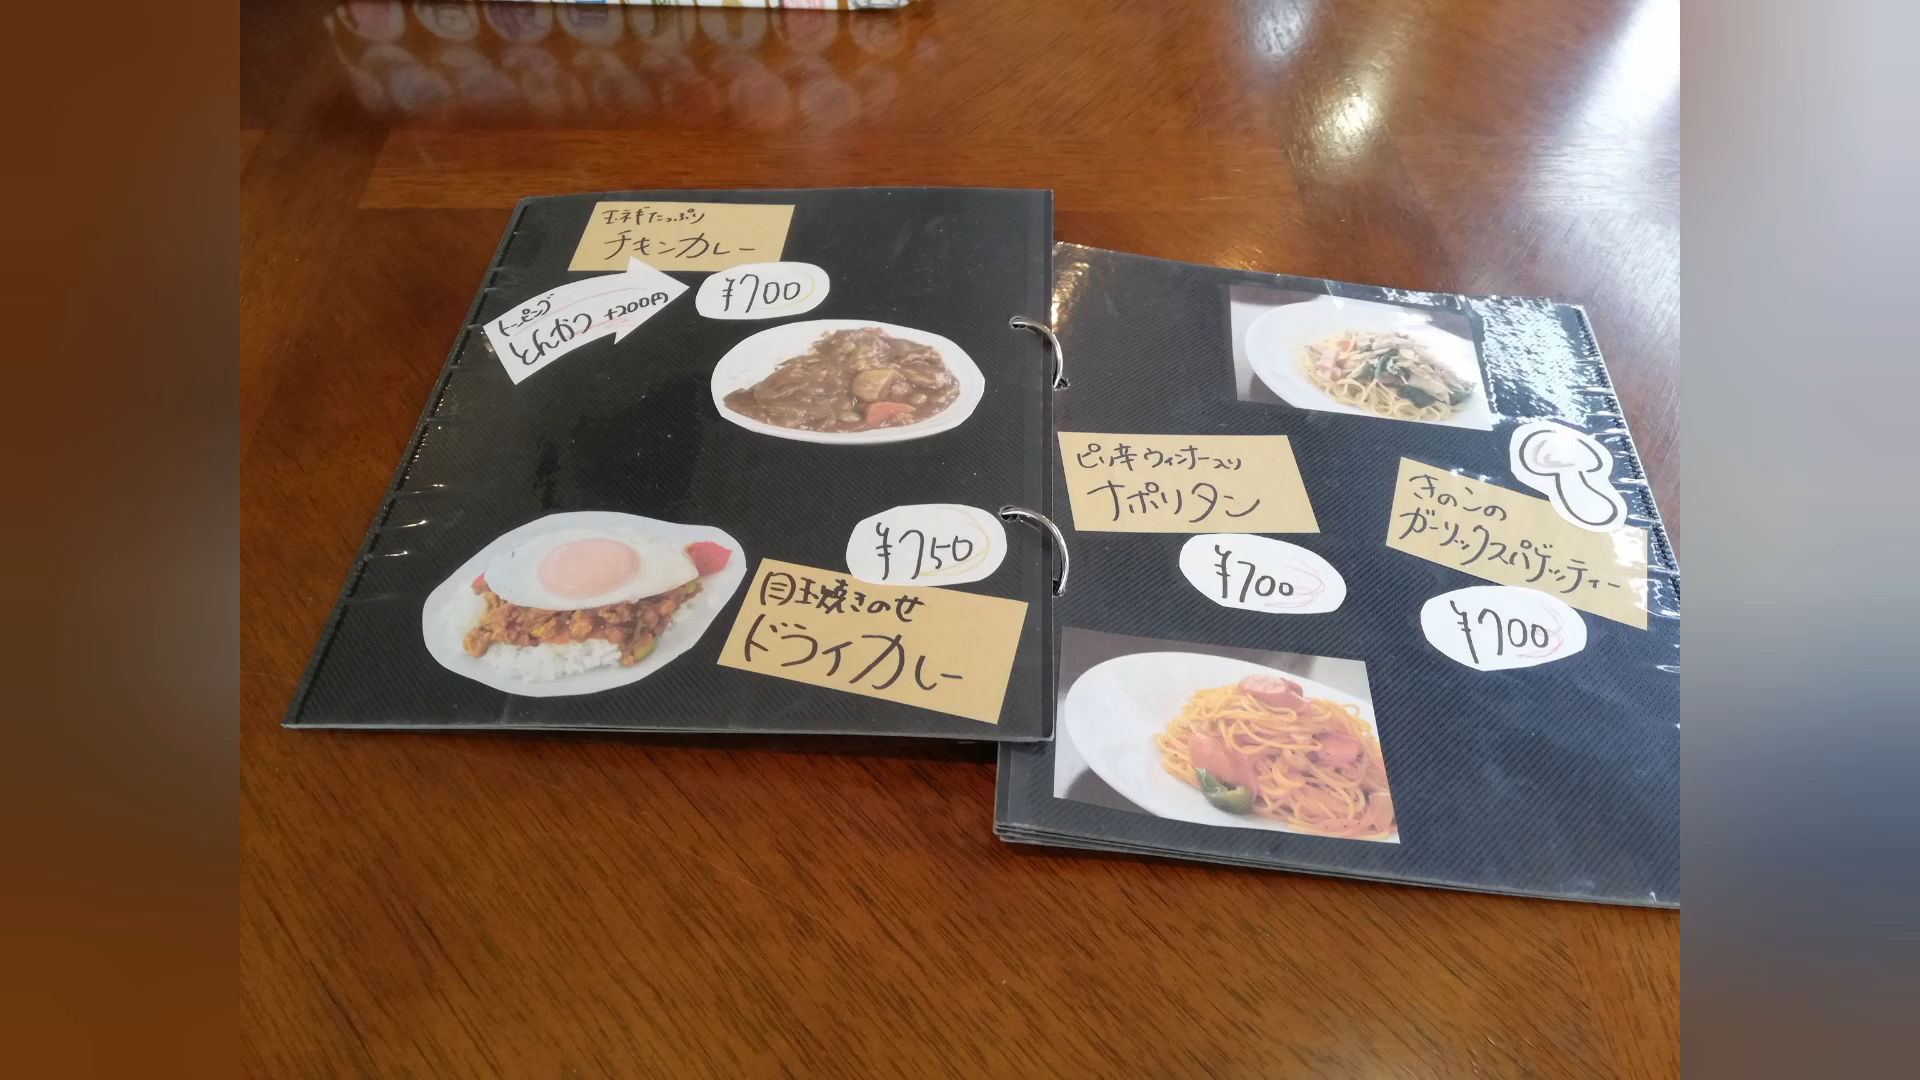 玉ネギたっぷり
チキンカレー
¥700
トッピング
とんかつ +200円
¥750
目玉焼きのせ
ドライカレー
ピリ辛ウィンナー入り
ナポリタン
¥700
きのこの
ガーリックスパゲッティー
¥700